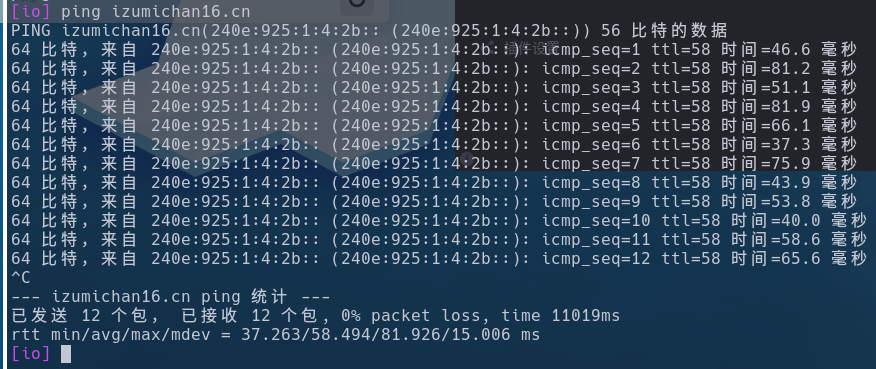 [io] ping izumichan16.cn
PING izumichan16.cn(240e:925:1:4:2b:: (240e:925:1:4:2b::)) 56 比特的数据
64 比特，来自 240e:925:1:4:2b:: (240e:925:1:4:2b::): icmp_seq=1 ttl=58 时间=46.6 毫秒
64 比特，来自 240e:925:1:4:2b:: (240e:925:1:4:2b::): icmp_seq=2 ttl=58 时间=81.2 毫秒
64 比特，来自 240e:925:1:4:2b:: (240e:925:1:4:2b::): icmp_seq=3 ttl=58 时间=51.1 毫秒
64 比特，来自 240e:925:1:4:2b:: (240e:925:1:4:2b::): icmp_seq=4 ttl=58 时间=81.9 毫秒
64 比特，来自 240e:925:1:4:2b:: (240e:925:1:4:2b::): icmp_seq=5 ttl=58 时间=66.1 毫秒
64 比特，来自 240e:925:1:4:2b:: (240e:925:1:4:2b::): icmp_seq=6 ttl=58 时间=37.3 毫秒
64 比特，来自 240e:925:1:4:2b:: (240e:925:1:4:2b::): icmp_seq=7 ttl=58 时间=75.9 毫秒
64 比特，来自 240e:925:1:4:2b:: (240e:925:1:4:2b::): icmp_seq=8 ttl=58 时间=43.9 毫秒
64 比特，来自 240e:925:1:4:2b:: (240e:925:1:4:2b::): icmp_seq=9 ttl=58 时间=53.8 毫秒
64 比特，来自 240e:925:1:4:2b:: (240e:925:1:4:2b::): icmp_seq=10 ttl=58 时间=40.0 毫秒
64 比特，来自 240e:925:1:4:2b:: (240e:925:1:4:2b::): icmp_seq=11 ttl=58 时间=58.6 毫秒
64 比特，来自 240e:925:1:4:2b:: (240e:925:1:4:2b::): icmp_seq=12 ttl=58 时间=65.6 毫秒
^C
--- izumichan16.cn ping 统计 ---
已发送 12 个包， 已接收 12 个包, 0% packet loss, time 11019ms
rtt min/avg/max/mdev = 37.263/58.494/81.926/15.006 ms
[io]